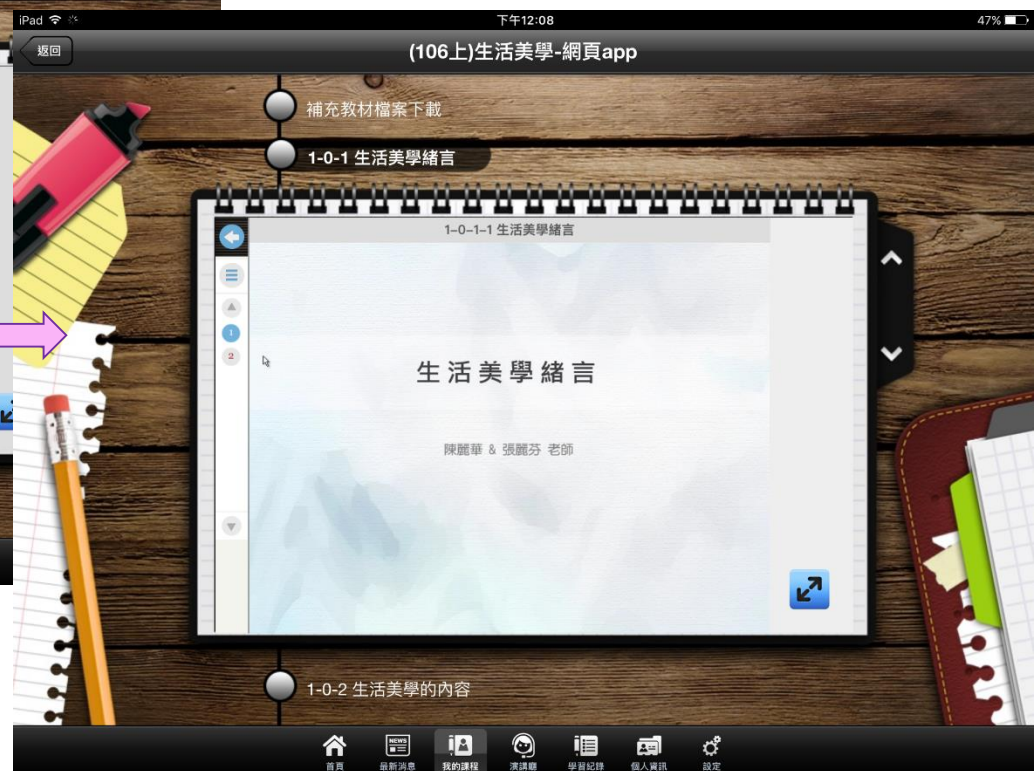 iPad 下午12:08 47%
返回 (106上)生活美學-網頁app
補充教材檔案下載
1-0-1 生活美學緒言
1-0-1-1 生活美學緒言
1
2
生活美學緒言
陳麗華 & 張麗芬 老師
1-0-2 生活美學的內容
NEWS
首頁 最新消息 我的課程 演講廳 學習記錄 個人資訊 設定